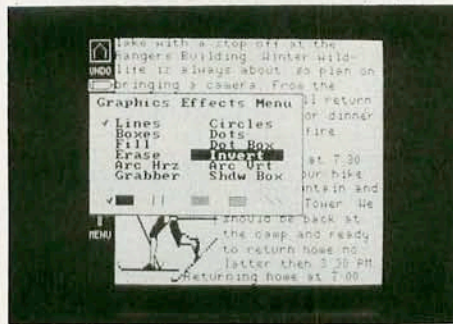 lake with a stop off at the
UNDO
Rangers Building. Winter wild-
life is always about so plan on
bringing a camera. From the
Graphics Effects Menu
ll return
or dinner
Lines Circles
fire.
Boxes Dots
Fill Dot Box
Erase Invert
at 7:30
Arc Hrz Arc Vrt
our hike
Grabber Shdw Box
ntain and
Tower. We
should be back at
MENU
the camp and ready
to return home no
latter then 3:30 PM.
Returning home at 7:00.